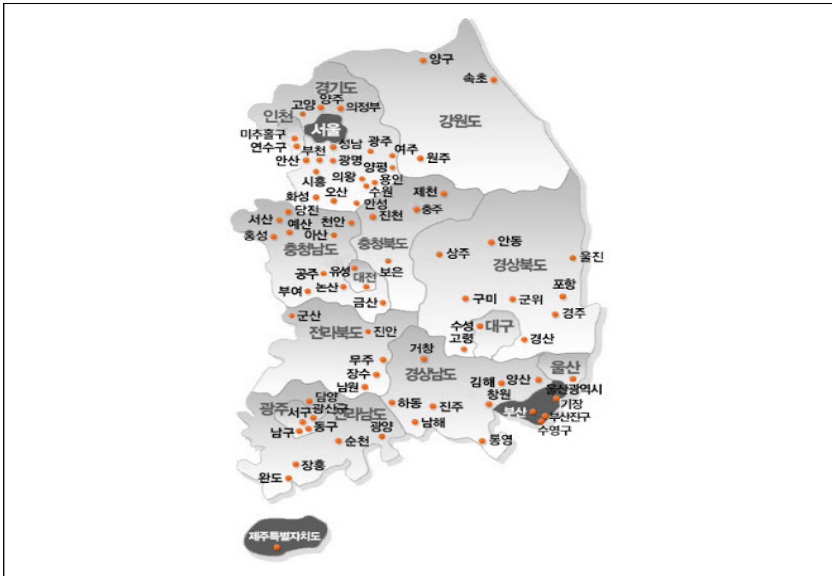 양구
속초
경기도
고양
양주
의정부
강원도
인천
서울
미추홀구
연수구
부천
성남
광주
여주
원주
안산
광명
양평
시흥
의왕
용인
수원
화성
오산
안성
제천
충주
진천
당진
서산
예산
천안
홍성
아산
충청남도
충청북도
상주
안동
경상북도
울진
공주
유성
대전
보은
부여
논산
금산
구미
군위
포항
경주
군산
전라북도
진안
수성
대구
고령
경산
거창
무주
장수
남원
경상남도
울산
김해
양산
울산광역시
창원
부산
기장
부산진구
수영구
담양
광주
광산구
서구
전라남도
남구
동구
광양
순천
하동
진주
남해
통영
장흥
완도
제주특별자치도